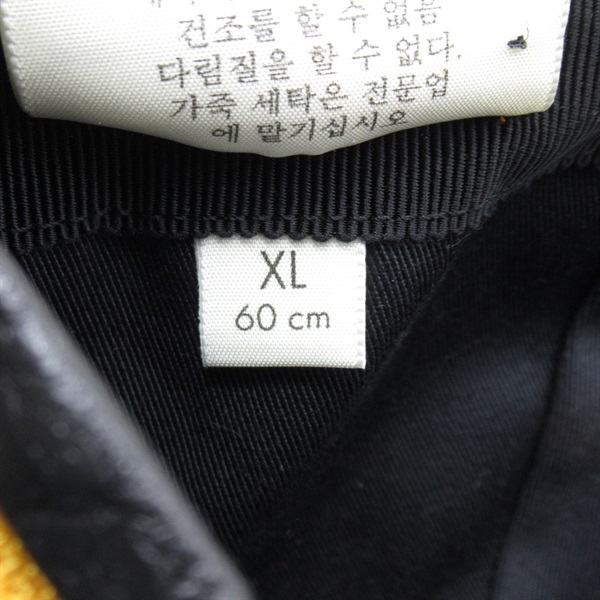 건조를 할 수 없음
다림질을 할 수 없다.
가죽 세탁은 전문업
에 맡기십시오
XL
60 cm